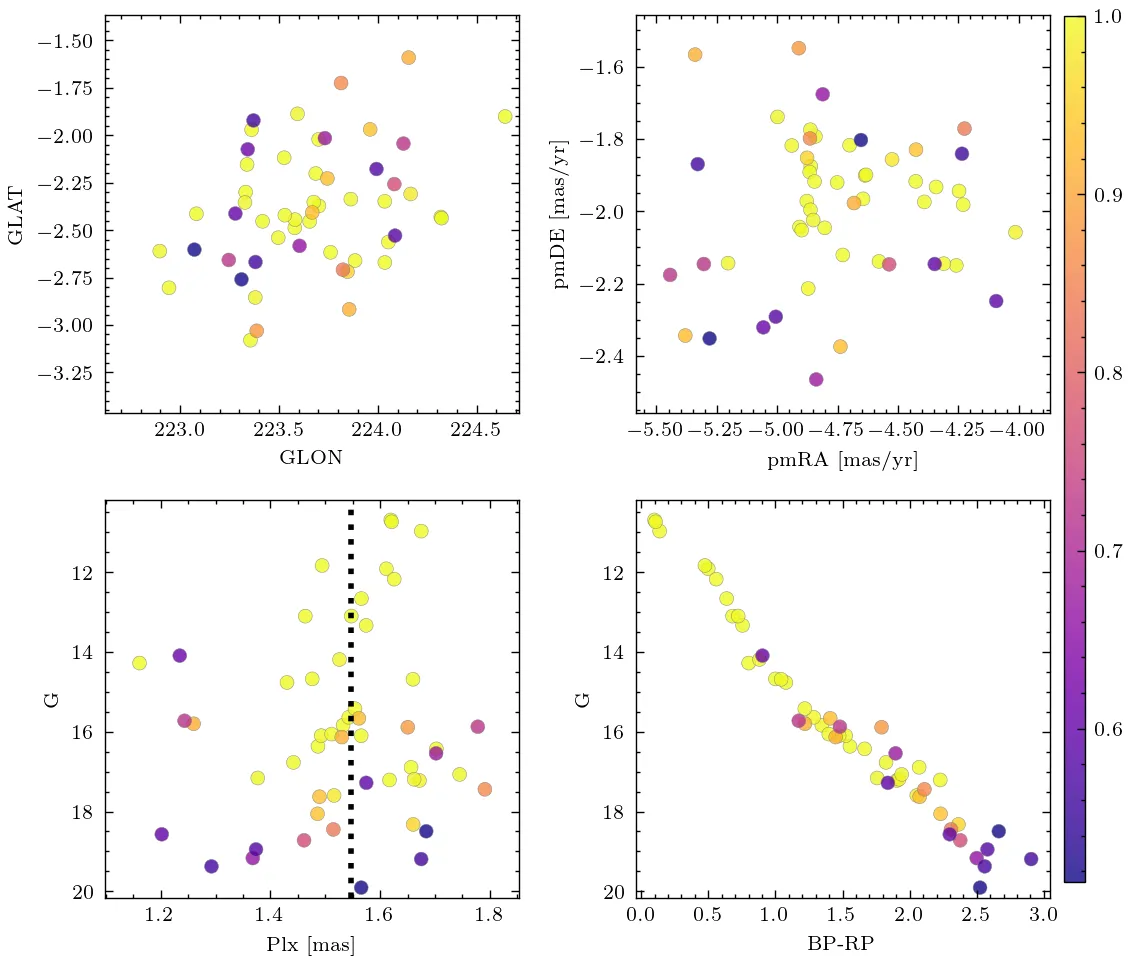 −1.50
−1.75
−2.00
−2.25
−2.50
−2.75
−3.00
−3.25
GLAT
223.0 223.5 224.0 224.5
GLON
−1.6
−1.8
−2.0
−2.2
−2.4
pmDE [mas/yr]
−5.50 −5.25 −5.00 −4.75 −4.50 −4.25 −4.00
pmRA [mas/yr]
1.0
0.9
0.8
0.7
0.6
12
14
16
18
20
G
1.2 1.4 1.6 1.8
Plx [mas]
12
14
16
18
20
G
0.0 0.5 1.0 1.5 2.0 2.5 3.0
BP-RP